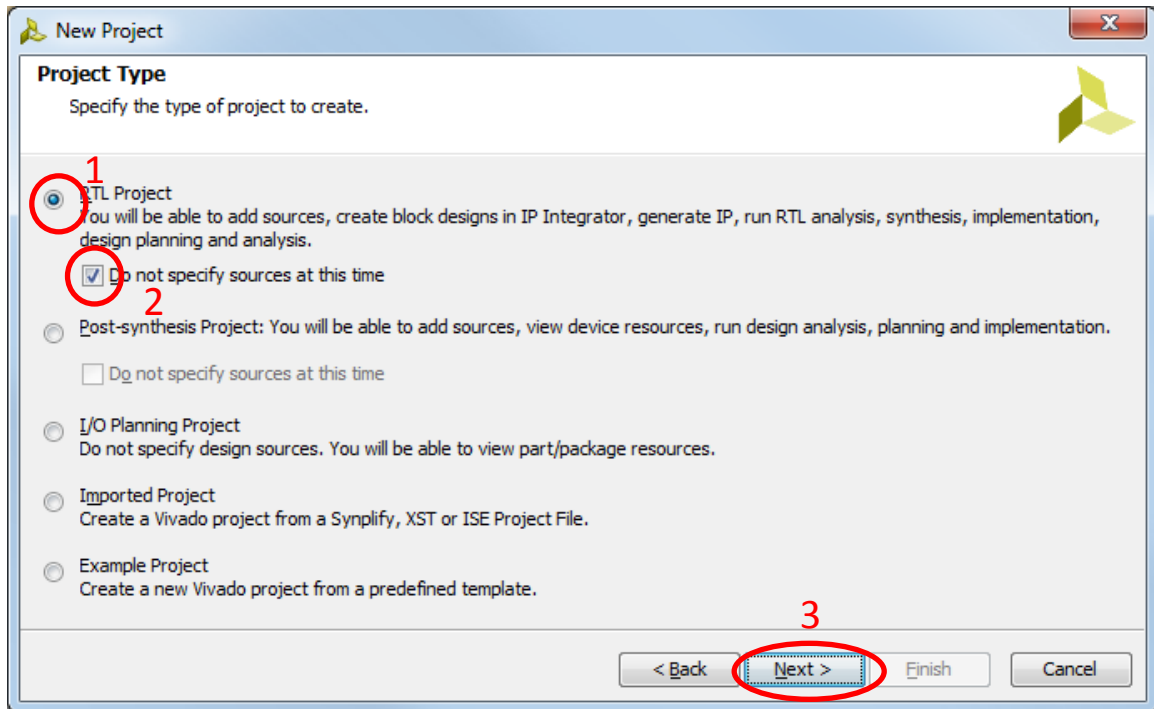 New Project
X
Project Type
Specify the type of project to create.
1
RTL Project
You will be able to add sources, create block designs in IP Integrator, generate IP, run RTL analysis, synthesis, implementation,
design planning and analysis.
Do not specify sources at this time
2
Post-synthesis Project: You will be able to add sources, view device resources, run design analysis, planning and implementation.
Do not specify sources at this time
I/O Planning Project
Do not specify design sources. You will be able to view part/package resources.
Imported Project
Create a Vivado project from a Synplify, XST or ISE Project File.
Example Project
Create a new Vivado project from a predefined template.
3
< Back Next > Finish Cancel